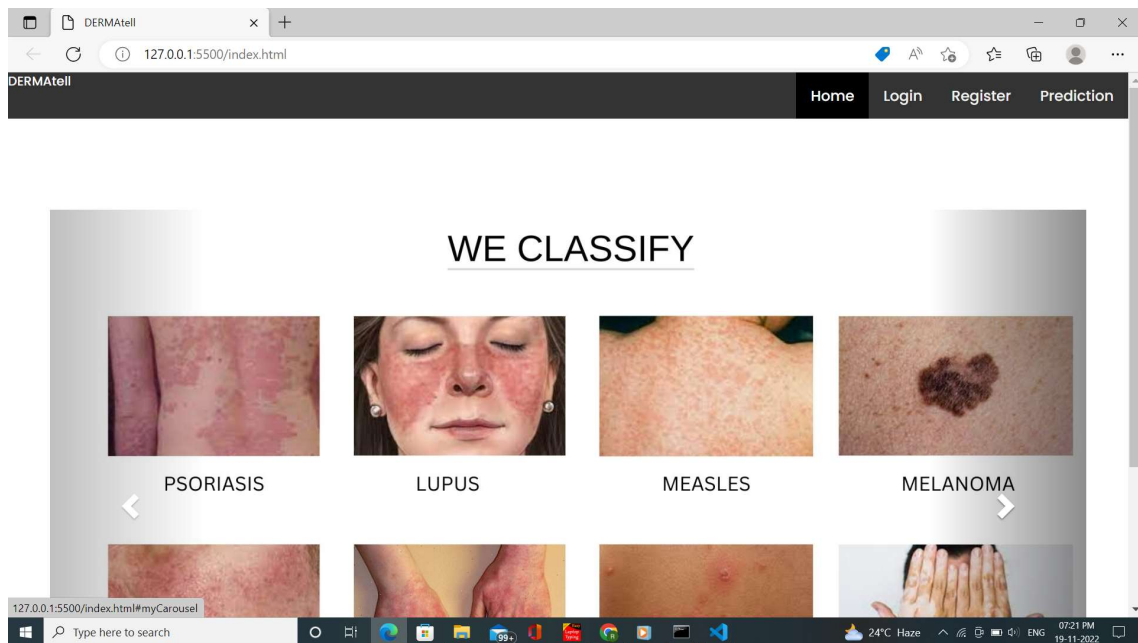 DERMAtell
127.0.0.1:5500/index.html
DERMAtell
Home Login Register Prediction
WE CLASSIFY
PSORIASIS LUPUS MEASLES MELANOMA
127.0.0.1:5500/index.html#myCarousel
Type here to search
99+
24°C Haze
ENG
07:21 PM
19-11-2022